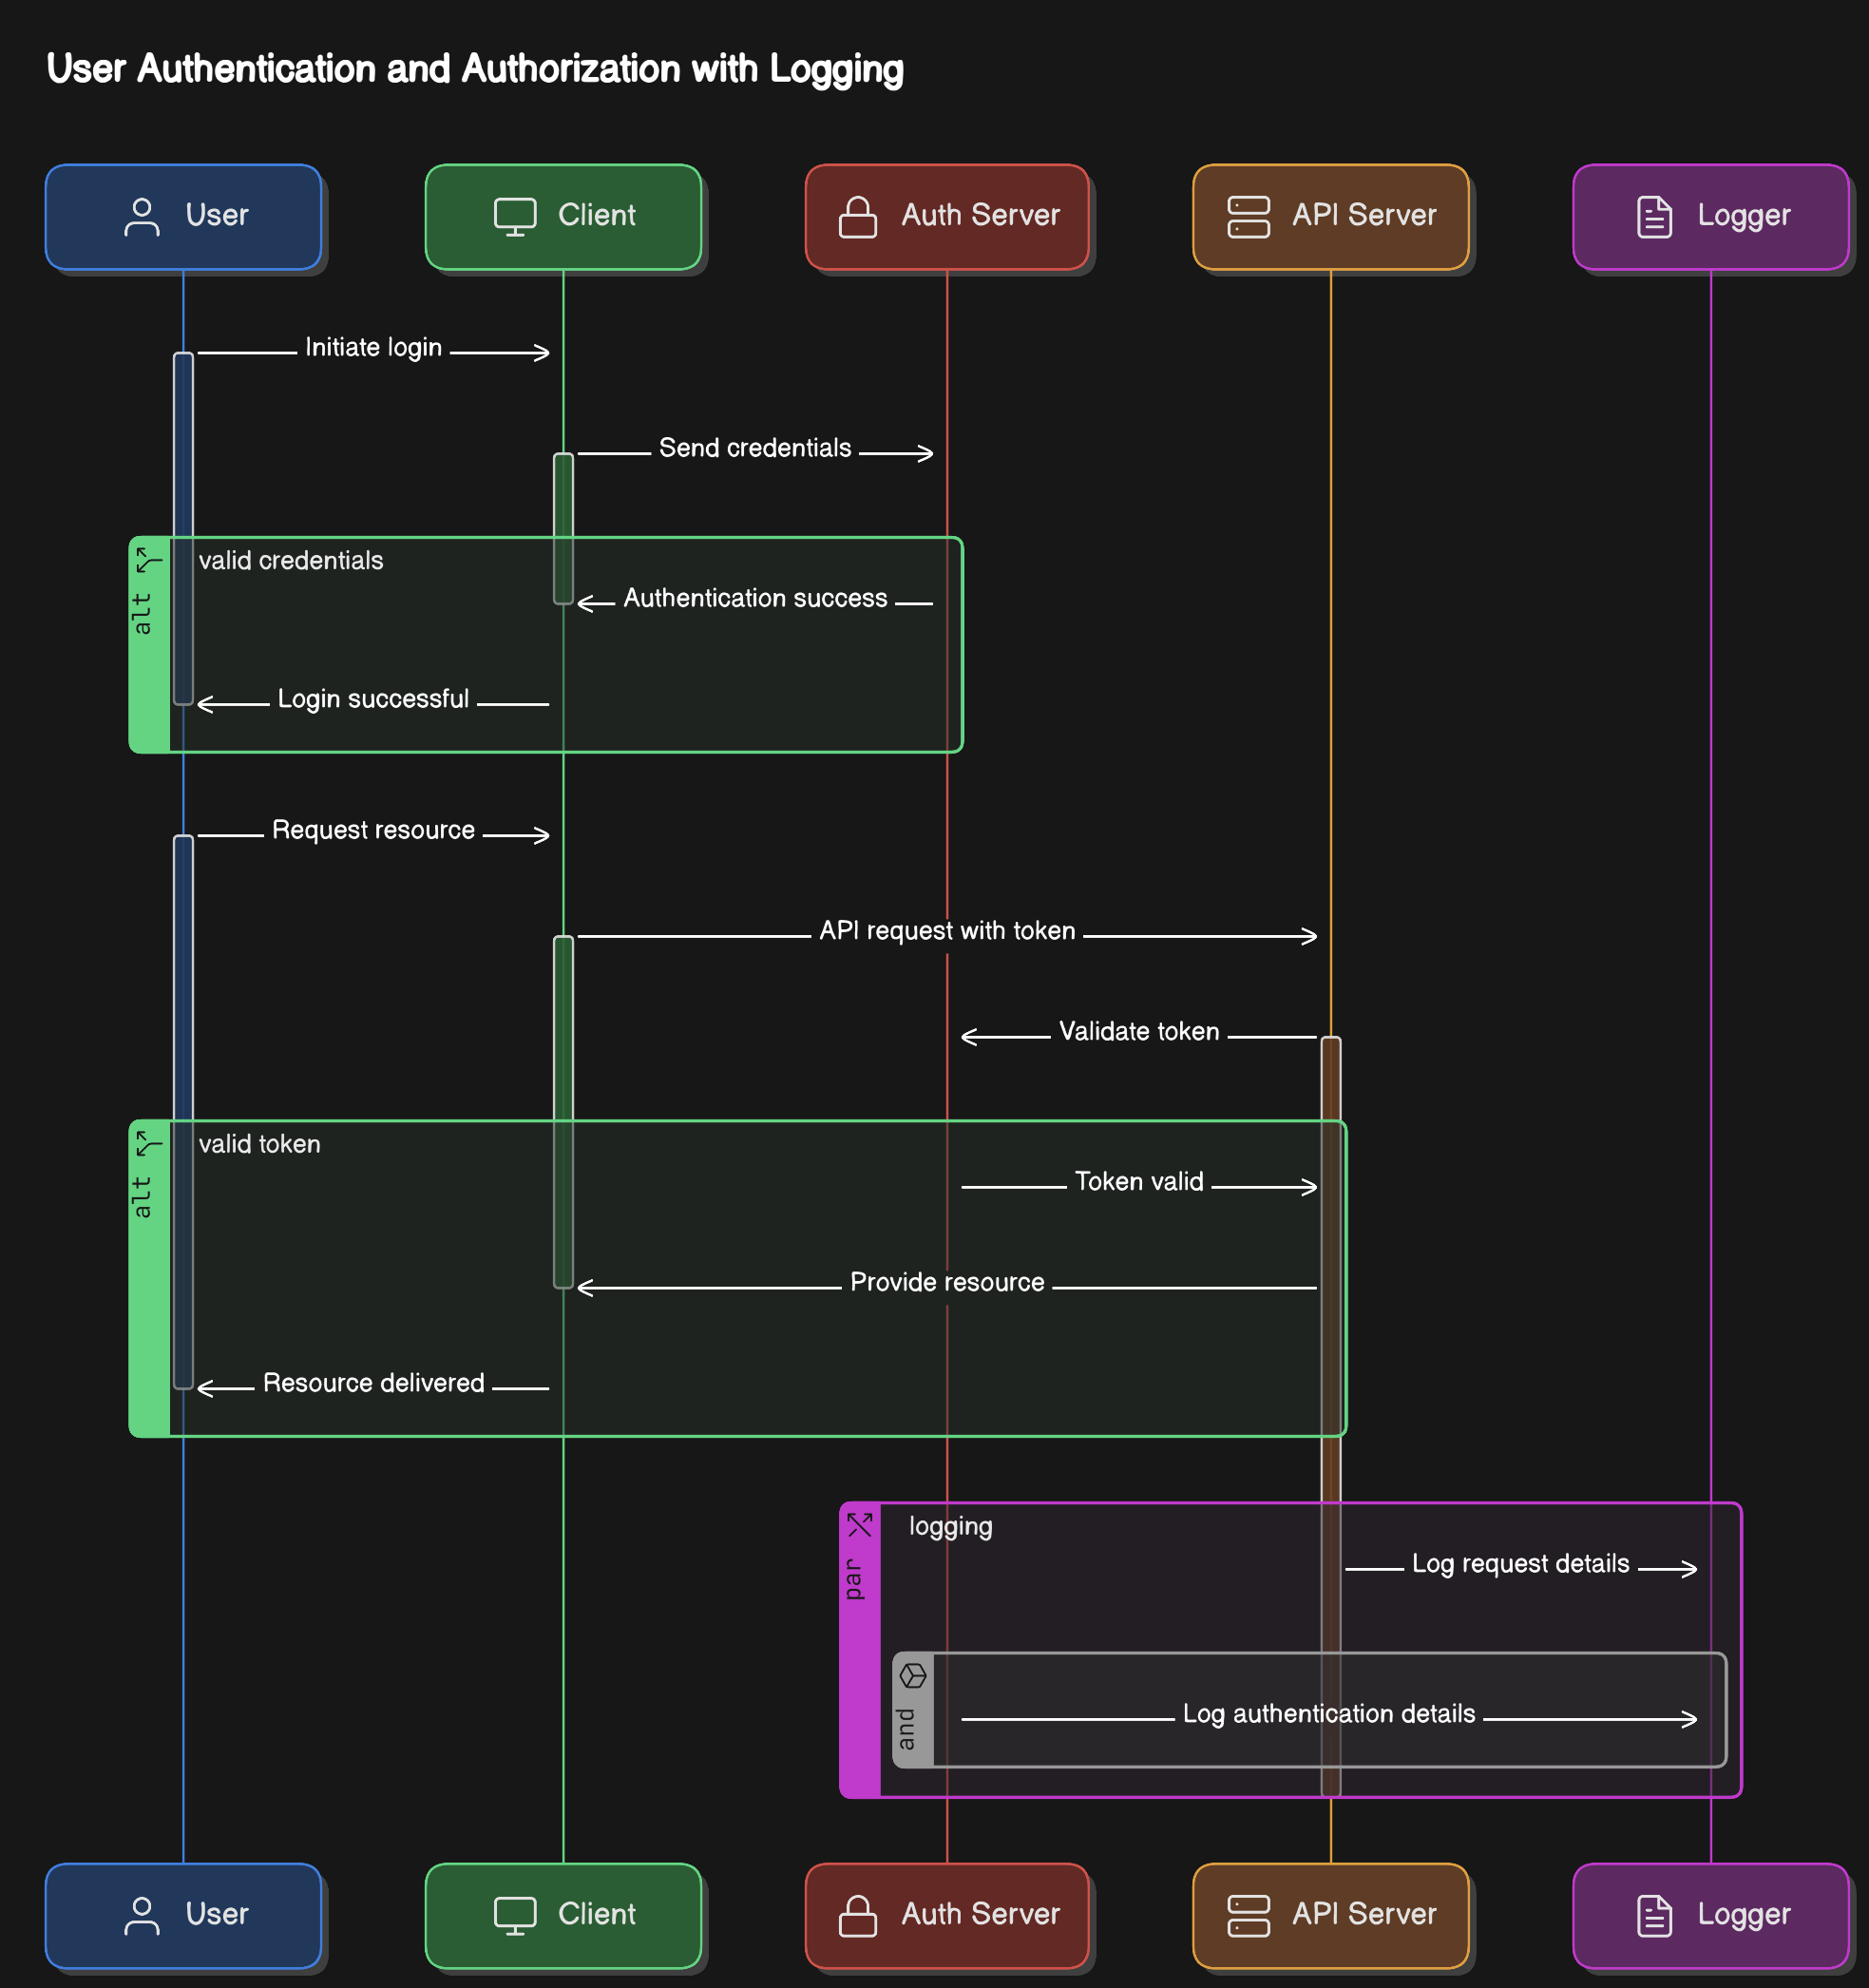 User Authentication and Authorization with Logging
User
Client
Auth Server
API Server
Logger
Initiate login
Send credentials
alt
valid credentials
Authentication success
Login successful
Request resource
API request with token
Validate token
alt
valid token
Token valid
Provide resource
Resource delivered
par
logging
Log request details
and
Log authentication details
User
Client
Auth Server
API Server
Logger